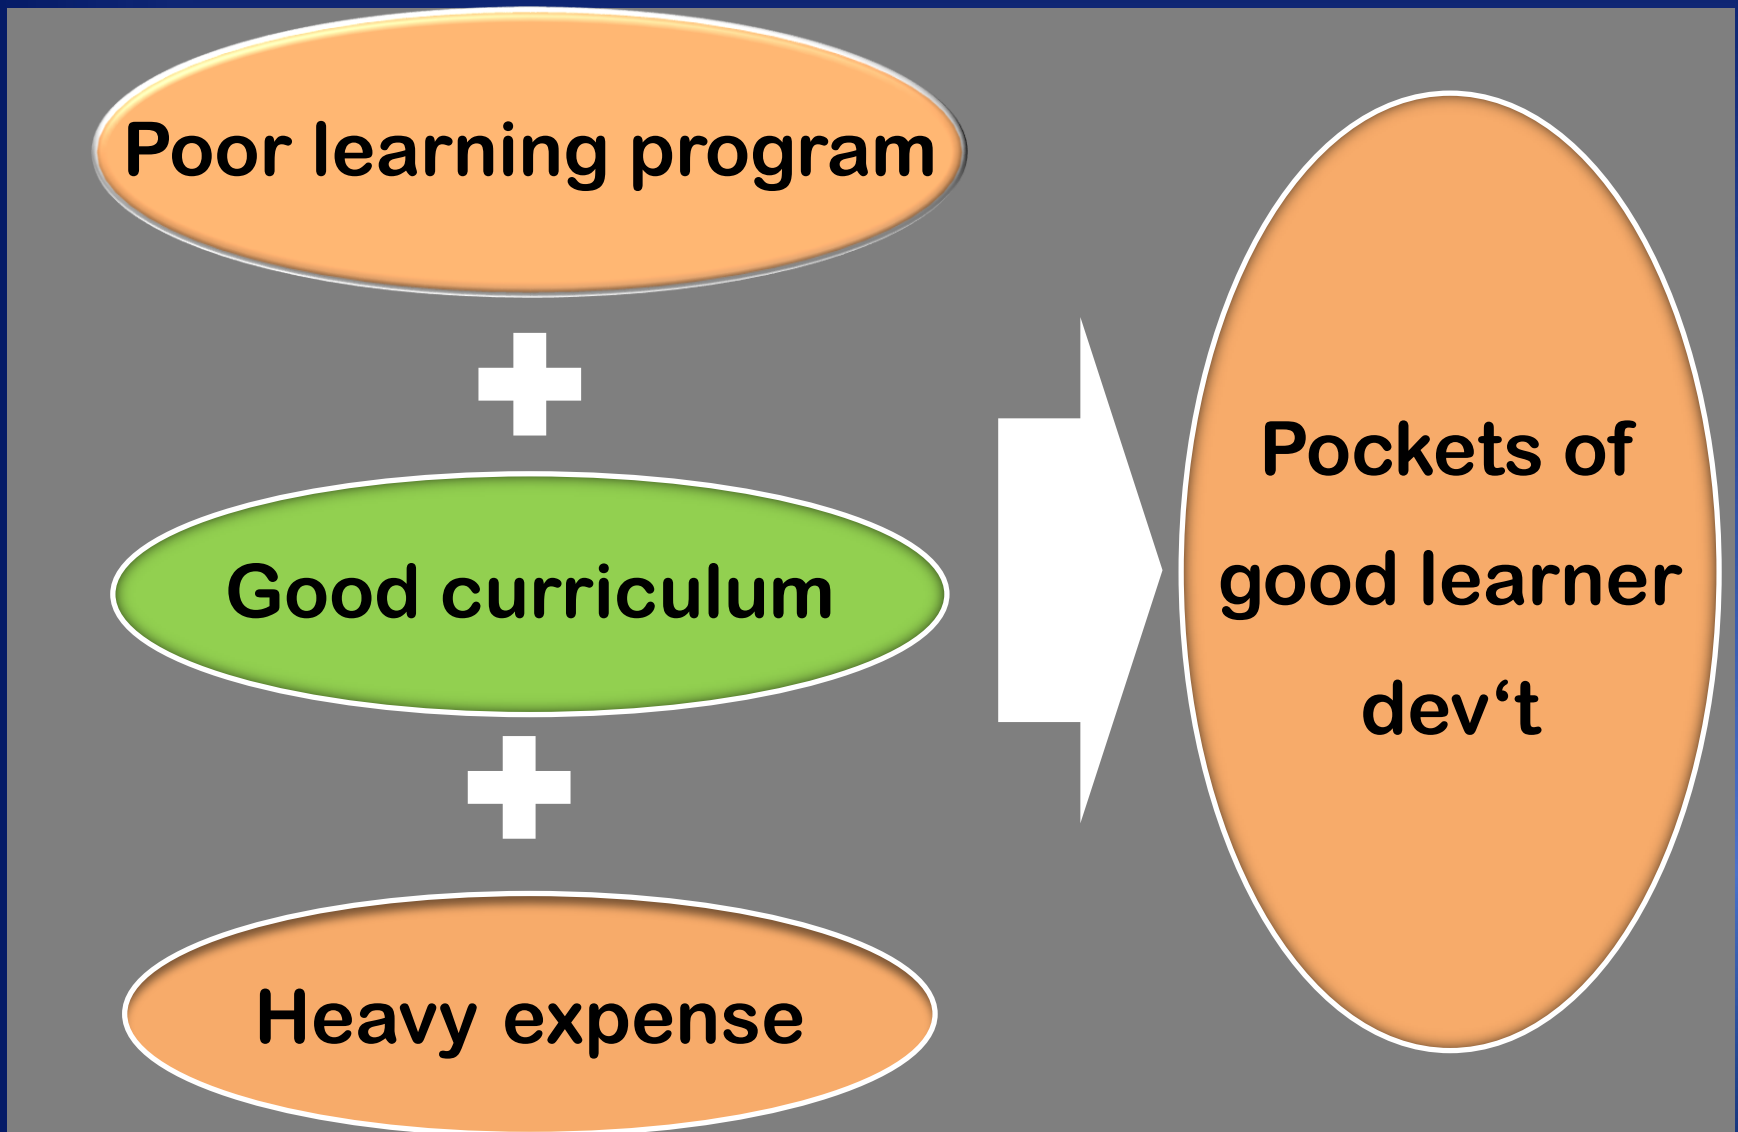 Poor learning program
Good curriculum
Heavy expense
Pockets of
good learner
dev‘t